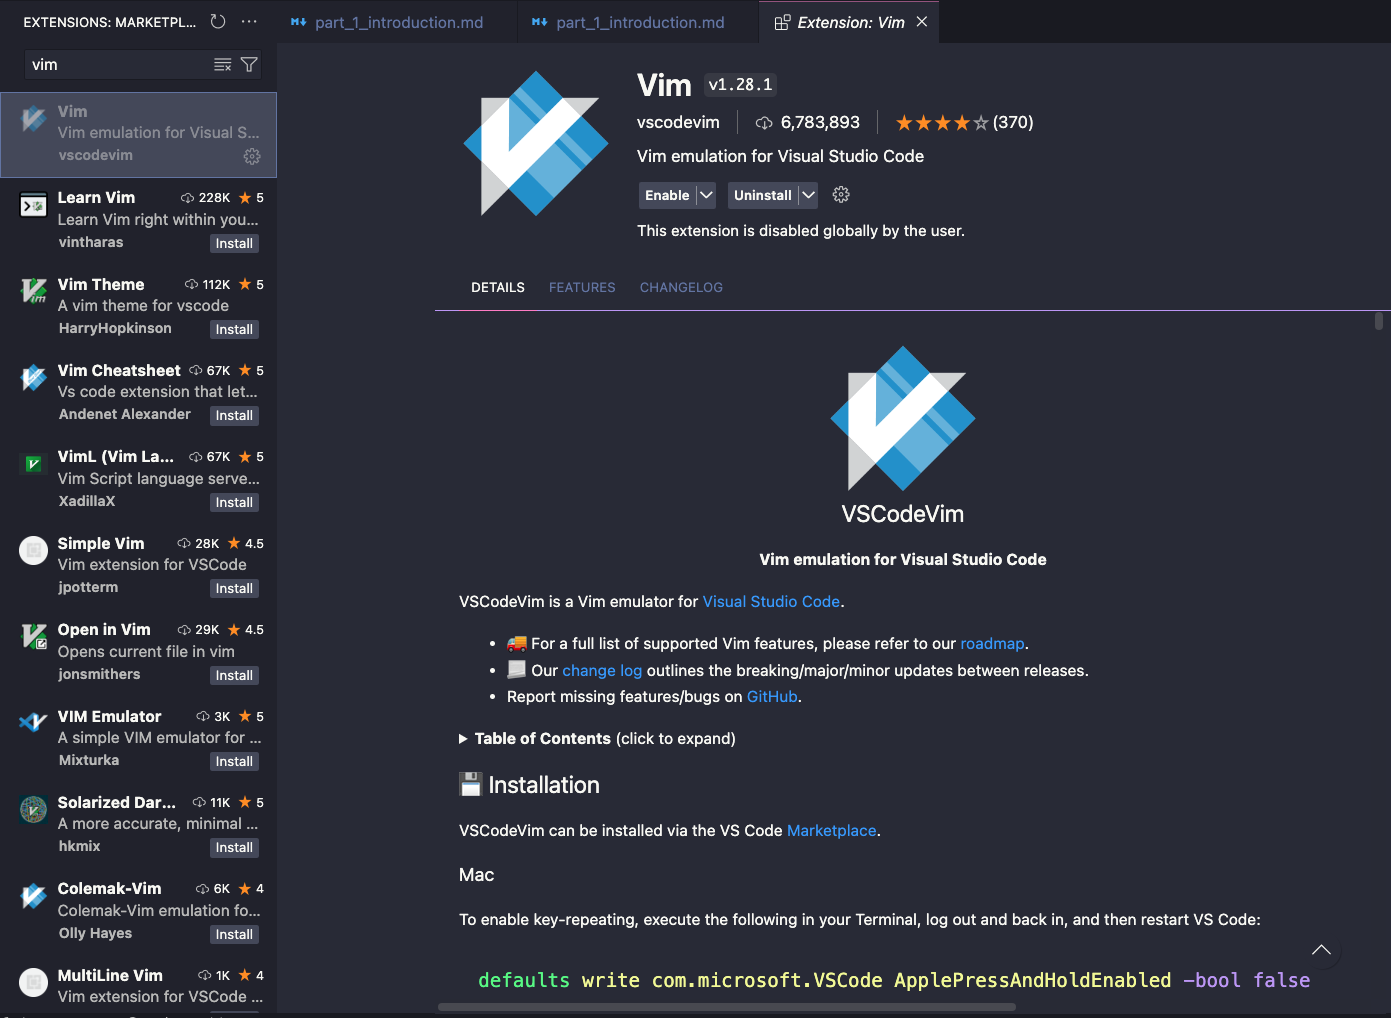 EXTENSIONS: MARKETPL...
vim
Vim
Vim emulation for Visual S...
vscodevim
Learn Vim 228K ★ 5
Learn Vim right within you...
vintharas Install
Vim Theme 112K ★ 5
A vim theme for vscode
HarryHopkinson Install
Vim Cheatsheet 67K ★ 5
Vs code extension that let...
Andenet Alexander Install
VimL (Vim La... 67K ★ 5
Vim Script language serve...
XadillaX Install
Simple Vim 28K ★ 4.5
Vim extension for VSCode
jpotterm Install
Open in Vim 29K ★ 4.5
Opens current file in vim
jonsmithers Install
VIM Emulator 3K ★ 5
A simple VIM emulator for ...
Mixturka Install
Solarized Dar... 11K ★ 5
A more accurate, minimal ...
hkmix Install
Colemak-Vim 6K ★ 4
Colemak-Vim emulation fo...
Olly Hayes Install
MultiLine Vim 1K ★ 4
Vim extension for VSCode ...
part_1_introduction.md part_1_introduction.md Extension: Vim
Vim v1.28.1
vscodevim 6,783,893 ★★★★☆ (370)
Vim emulation for Visual Studio Code
Enable Uninstall
This extension is disabled globally by the user.
DETAILS FEATURES CHANGELOG
VSCodeVim
Vim emulation for Visual Studio Code
VSCodeVim is a Vim emulator for Visual Studio Code.
• 🚚 For a full list of supported Vim features, please refer to our roadmap.
• 📃 Our change log outlines the breaking/major/minor updates between releases.
• Report missing features/bugs on GitHub.
▶ Table of Contents (click to expand)
💾 Installation
VSCodeVim can be installed via the VS Code Marketplace.
Mac
To enable key-repeating, execute the following in your Terminal, log out and back in, and then restart VS Code:
defaults write com.microsoft.VSCode ApplePressAndHoldEnabled -bool false